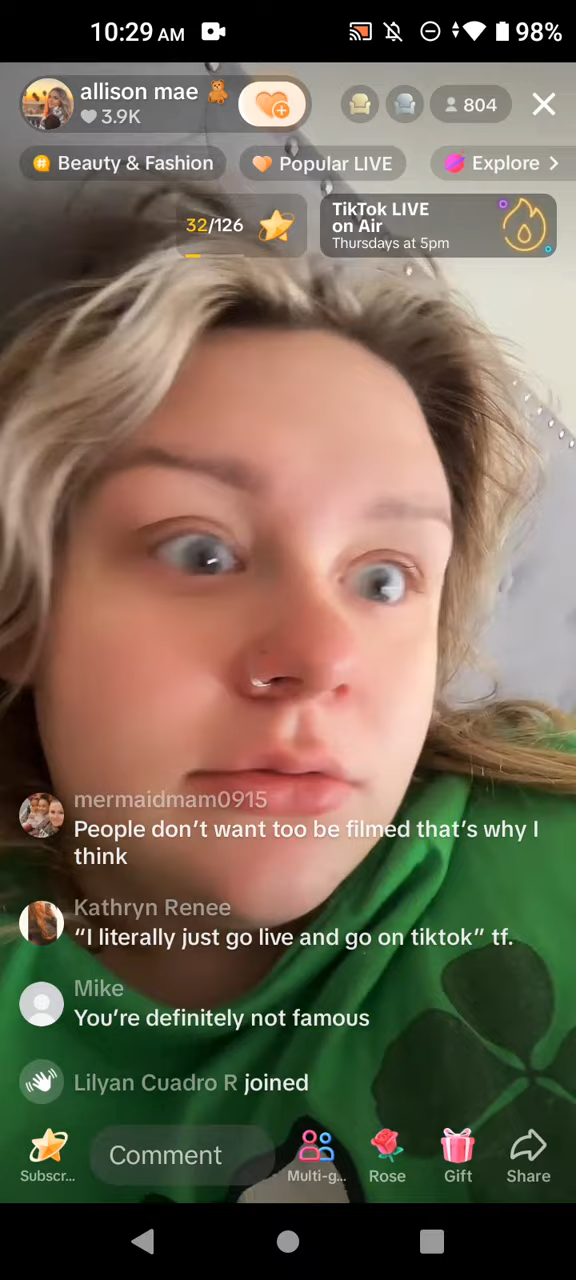 10:29 AM
98%
allison mae 🧸
3.9K
804
Beauty & Fashion
Popular LIVE
Explore >
32/126
TikTok LIVE
on Air
Thursdays at 5pm
mermaidmam0915
People don’t want too be filmed that’s why I
think
Kathryn Renee
“I literally just go live and go on tiktok” tf.
Mike
You’re definitely not famous
Lilyan Cuadro R joined
Comment
Subscr...
Multi-g...
Rose
Gift
Share